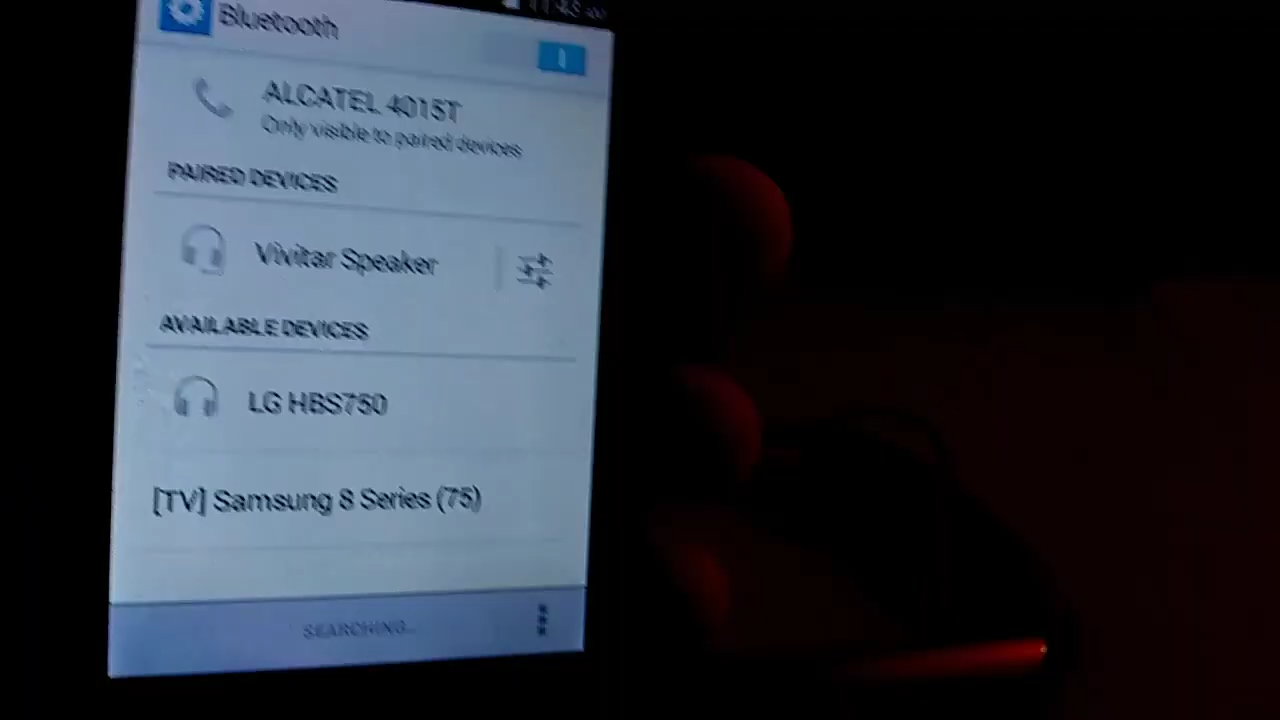 Bluetooth
ALCATEL 4015T
Only visible to paired devices
PAIRED DEVICES
Vivitar Speaker
AVAILABLE DEVICES
LG HBS750
[TV] Samsung 8 Series (75)
SEARCHING...